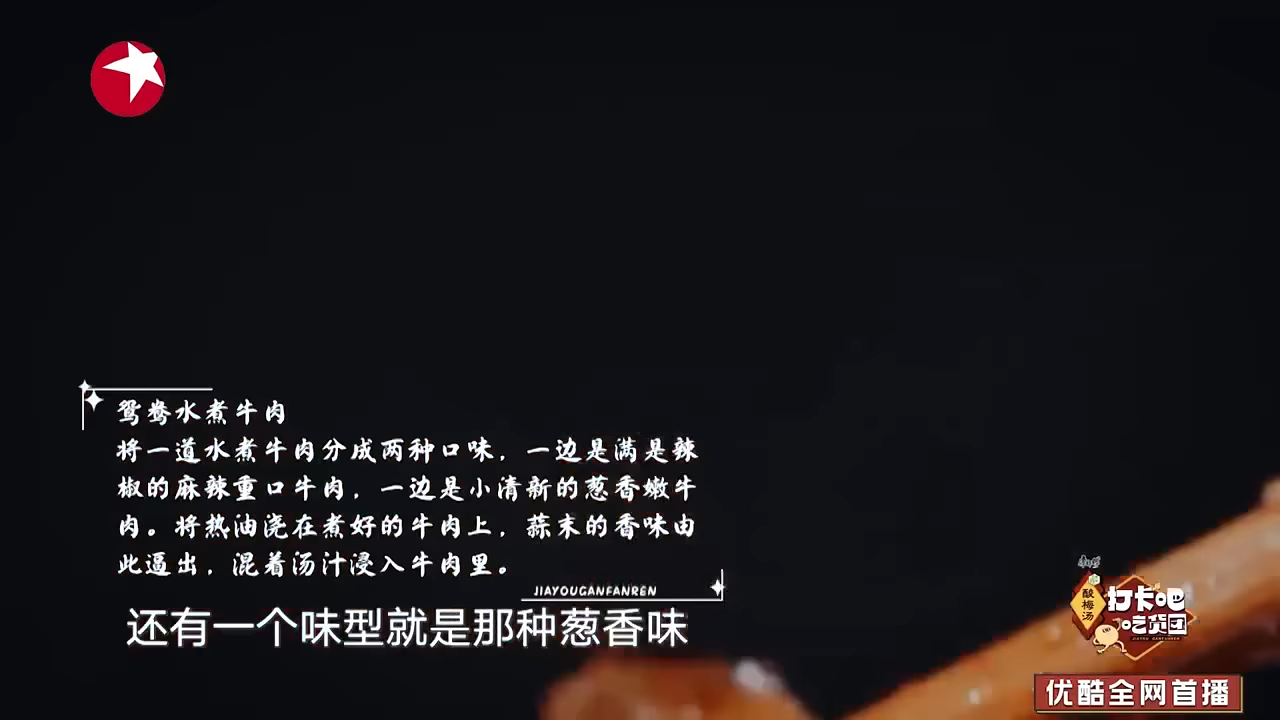 鸳鸯水煮牛肉
将一道水煮牛肉分成两种口味，一边是满是辣
椒的麻辣重口牛肉，一边是小清新的葱香嫩牛
肉。将热油浇在煮好的牛肉上，蒜末的香味由
此逼出，混着汤汁浸入牛肉里。
JIAYOUGANFANREN
还有一个味型就是那种葱香味
酸梅汤
打卡吧
吃货团
优酷全网首播